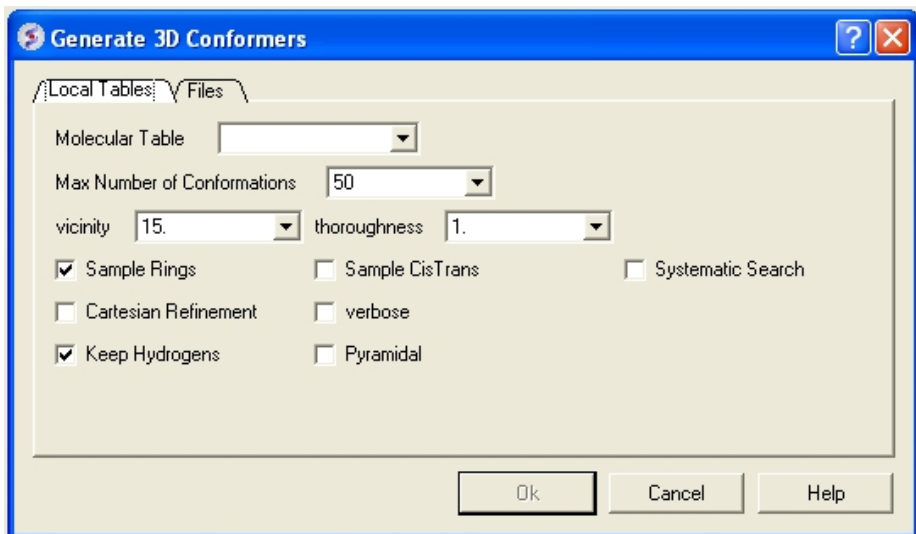 Generate 3D Conformers
Local Tables Files
Molecular Table
Max Number of Conformations 50
vicinity 15. thoroughness 1.
Sample Rings Sample CisTrans Systematic Search
Cartesian Refinement verbose
Keep Hydrogens Pyramidal
Ok Cancel Help